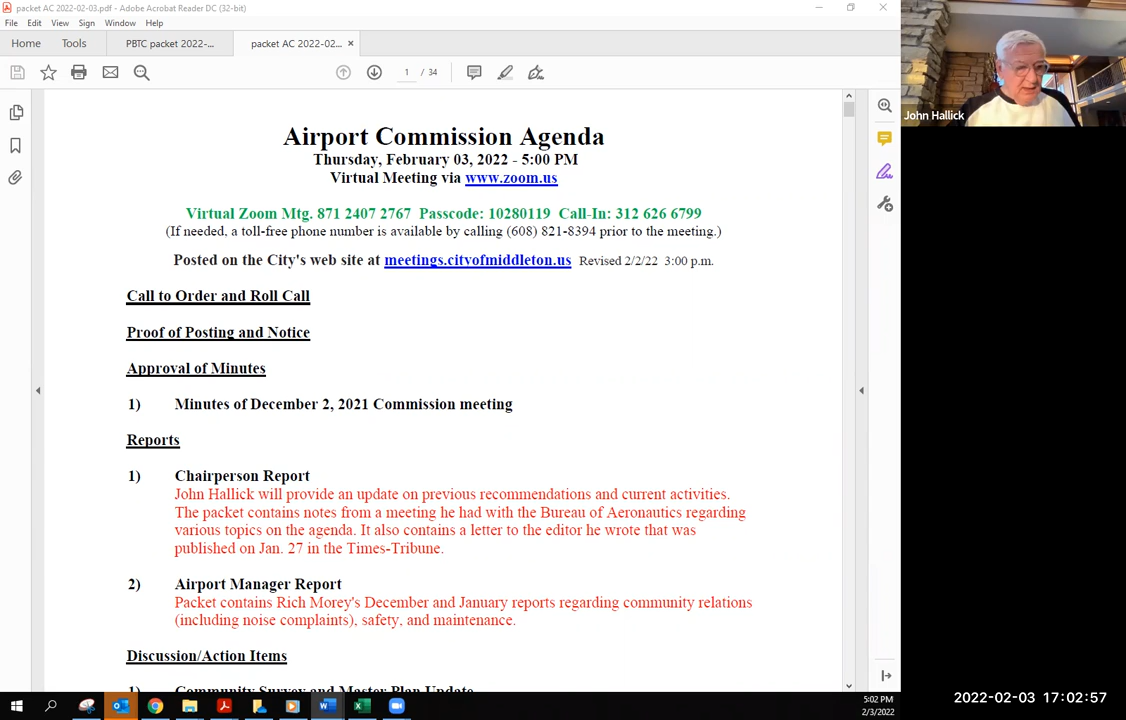 packet AC 2022-02-03.pdf - Adobe Acrobat Reader DC (32-bit)
File Edit View Sign Window Help
Home Tools PBTC packet 2022-... packet AC 2022-02... ×
1 / 34
Airport Commission Agenda
Thursday, February 03, 2022 - 5:00 PM
Virtual Meeting via www.zoom.us
Virtual Zoom Mtg. 871 2407 2767 Passcode: 10280119 Call-In: 312 626 6799
(If needed, a toll-free phone number is available by calling (608) 821-8394 prior to the meeting.)
Posted on the City's web site at meetings.cityofmiddleton.us Revised 2/2/22 3:00 p.m.
Call to Order and Roll Call
Proof of Posting and Notice
Approval of Minutes
1) Minutes of December 2, 2021 Commission meeting
Reports
1) Chairperson Report
John Hallick will provide an update on previous recommendations and current activities.
The packet contains notes from a meeting he had with the Bureau of Aeronautics regarding
various topics on the agenda. It also contains a letter to the editor he wrote that was
published on Jan. 27 in the Times-Tribune.
2) Airport Manager Report
Packet contains Rich Morey's December and January reports regarding community relations
(including noise complaints), safety, and maintenance.
Discussion/Action Items
1) Community Survey and Master Plan Update
John Hallick
5:02 PM
2/3/2022
2022-02-03 17:02:57